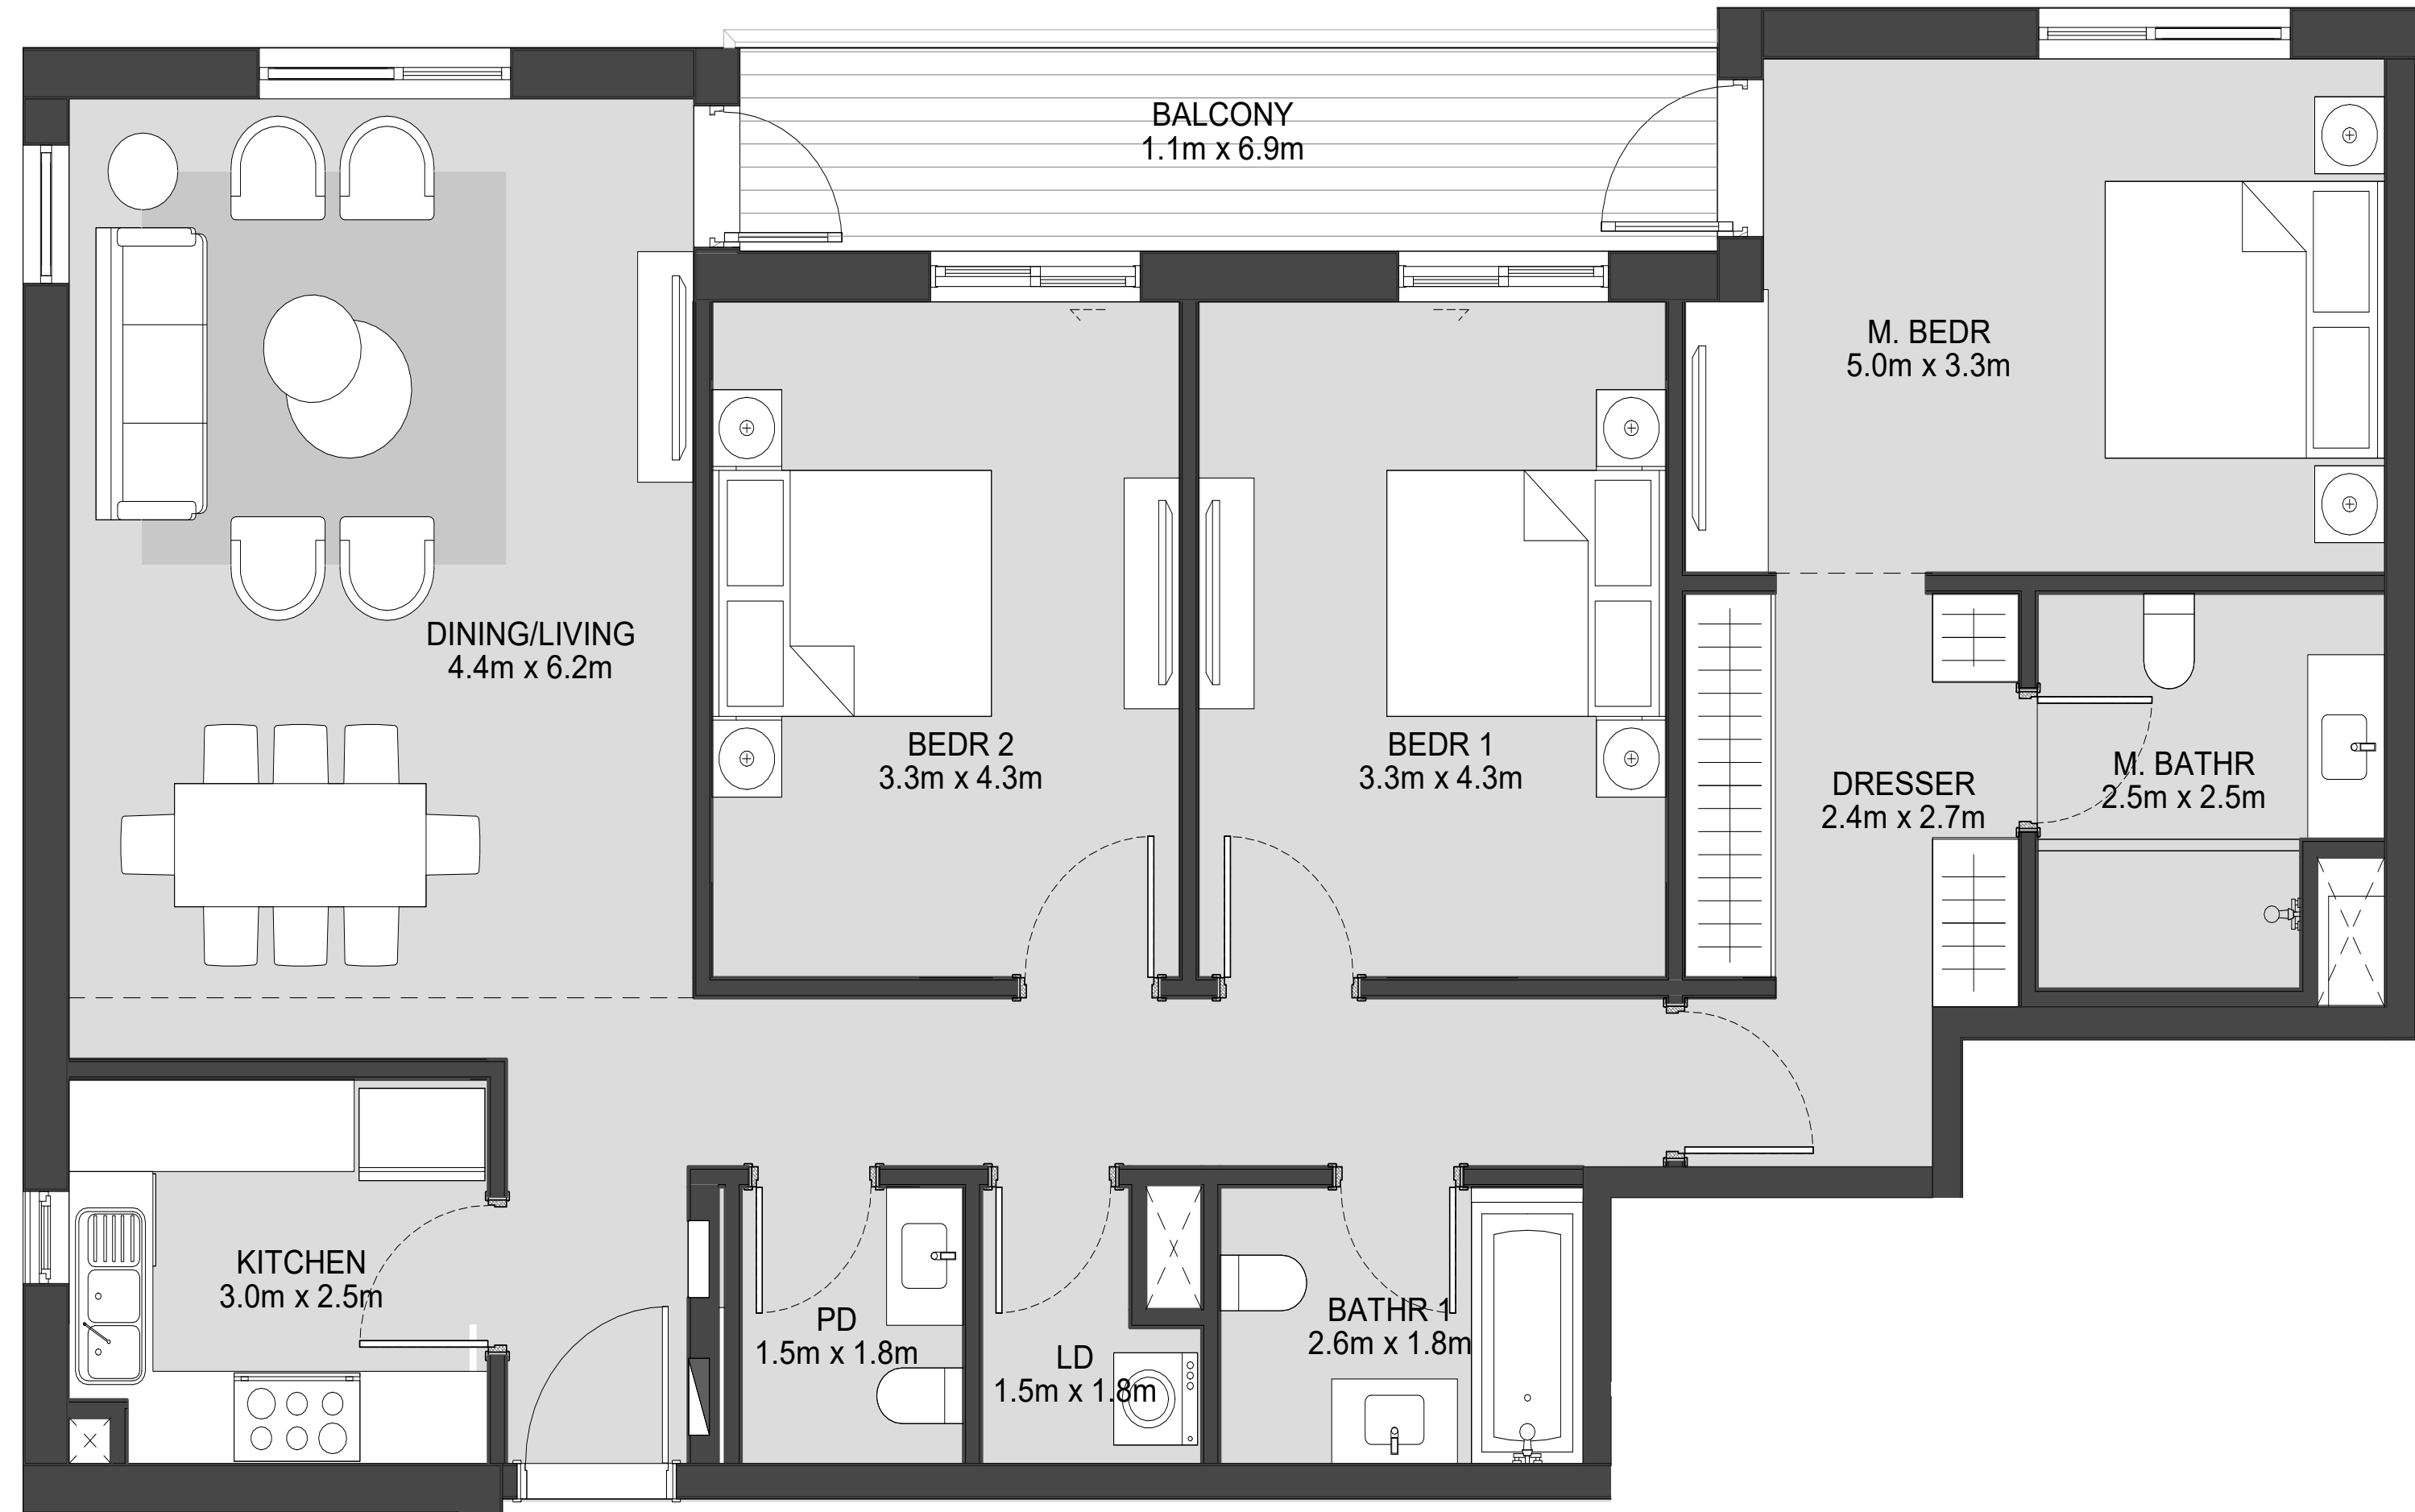 BALCONY
1.1m x 6.9m
M. BEDR
5.0m x 3.3m
DINING/LIVING
4.4m x 6.2m
BEDR 2
3.3m x 4.3m
BEDR 1
3.3m x 4.3m
DRESSER
2.4m x 2.7m
M. BATHR
2.5m x 2.5m
KITCHEN
3.0m x 2.5m
PD
1.5m x 1.8m
LD
1.5m x 1.8m
BATHR 1
2.6m x 1.8m